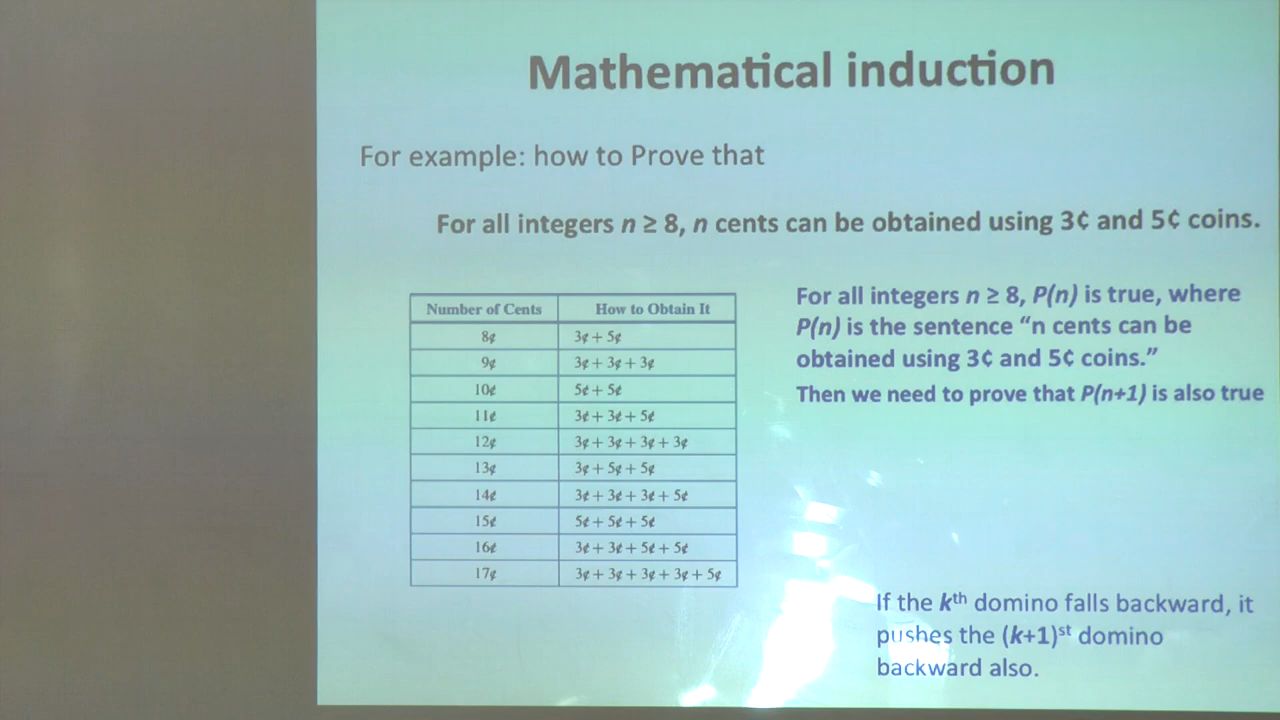 Mathematical induction
For example: how to Prove that
For all integers n ≥ 8, n cents can be obtained using 3¢ and 5¢ coins.
Number of Cents How to Obtain It
8¢ 3¢ + 5¢
9¢ 3¢ + 3¢ + 3¢
10¢ 5¢ + 5¢
11¢ 3¢ + 3¢ + 5¢
12¢ 3¢ + 3¢ + 3¢ + 3¢
13¢ 3¢ + 5¢ + 5¢
14¢ 3¢ + 3¢ + 3¢ + 5¢
15¢ 5¢ + 5¢ + 5¢
16¢ 3¢ + 3¢ + 5¢ + 5¢
17¢ 3¢ + 3¢ + 3¢ + 3¢ + 5¢
For all integers n ≥ 8, P(n) is true, where
P(n) is the sentence “n cents can be
obtained using 3¢ and 5¢ coins.”
Then we need to prove that P(n+1) is also true
If the kth domino falls backward, it
pushes the (k+1)st domino
backward also.